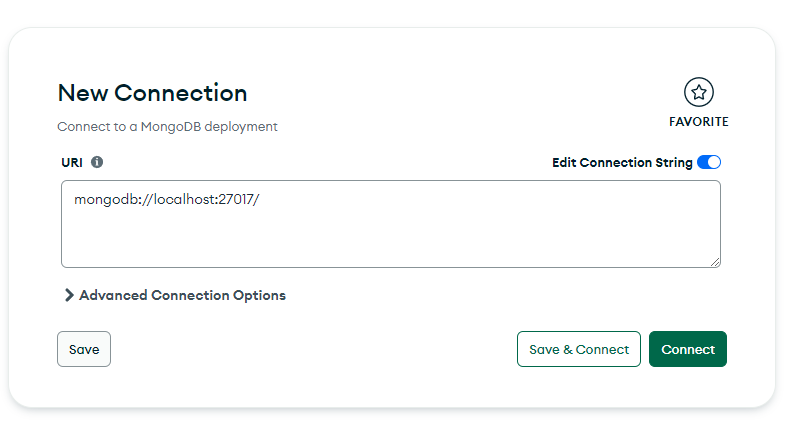 New Connection
FAVORITE
Connect to a MongoDB deployment
URI
Edit Connection String
mongodb://localhost:27017/
Advanced Connection Options
Save
Save & Connect
Connect